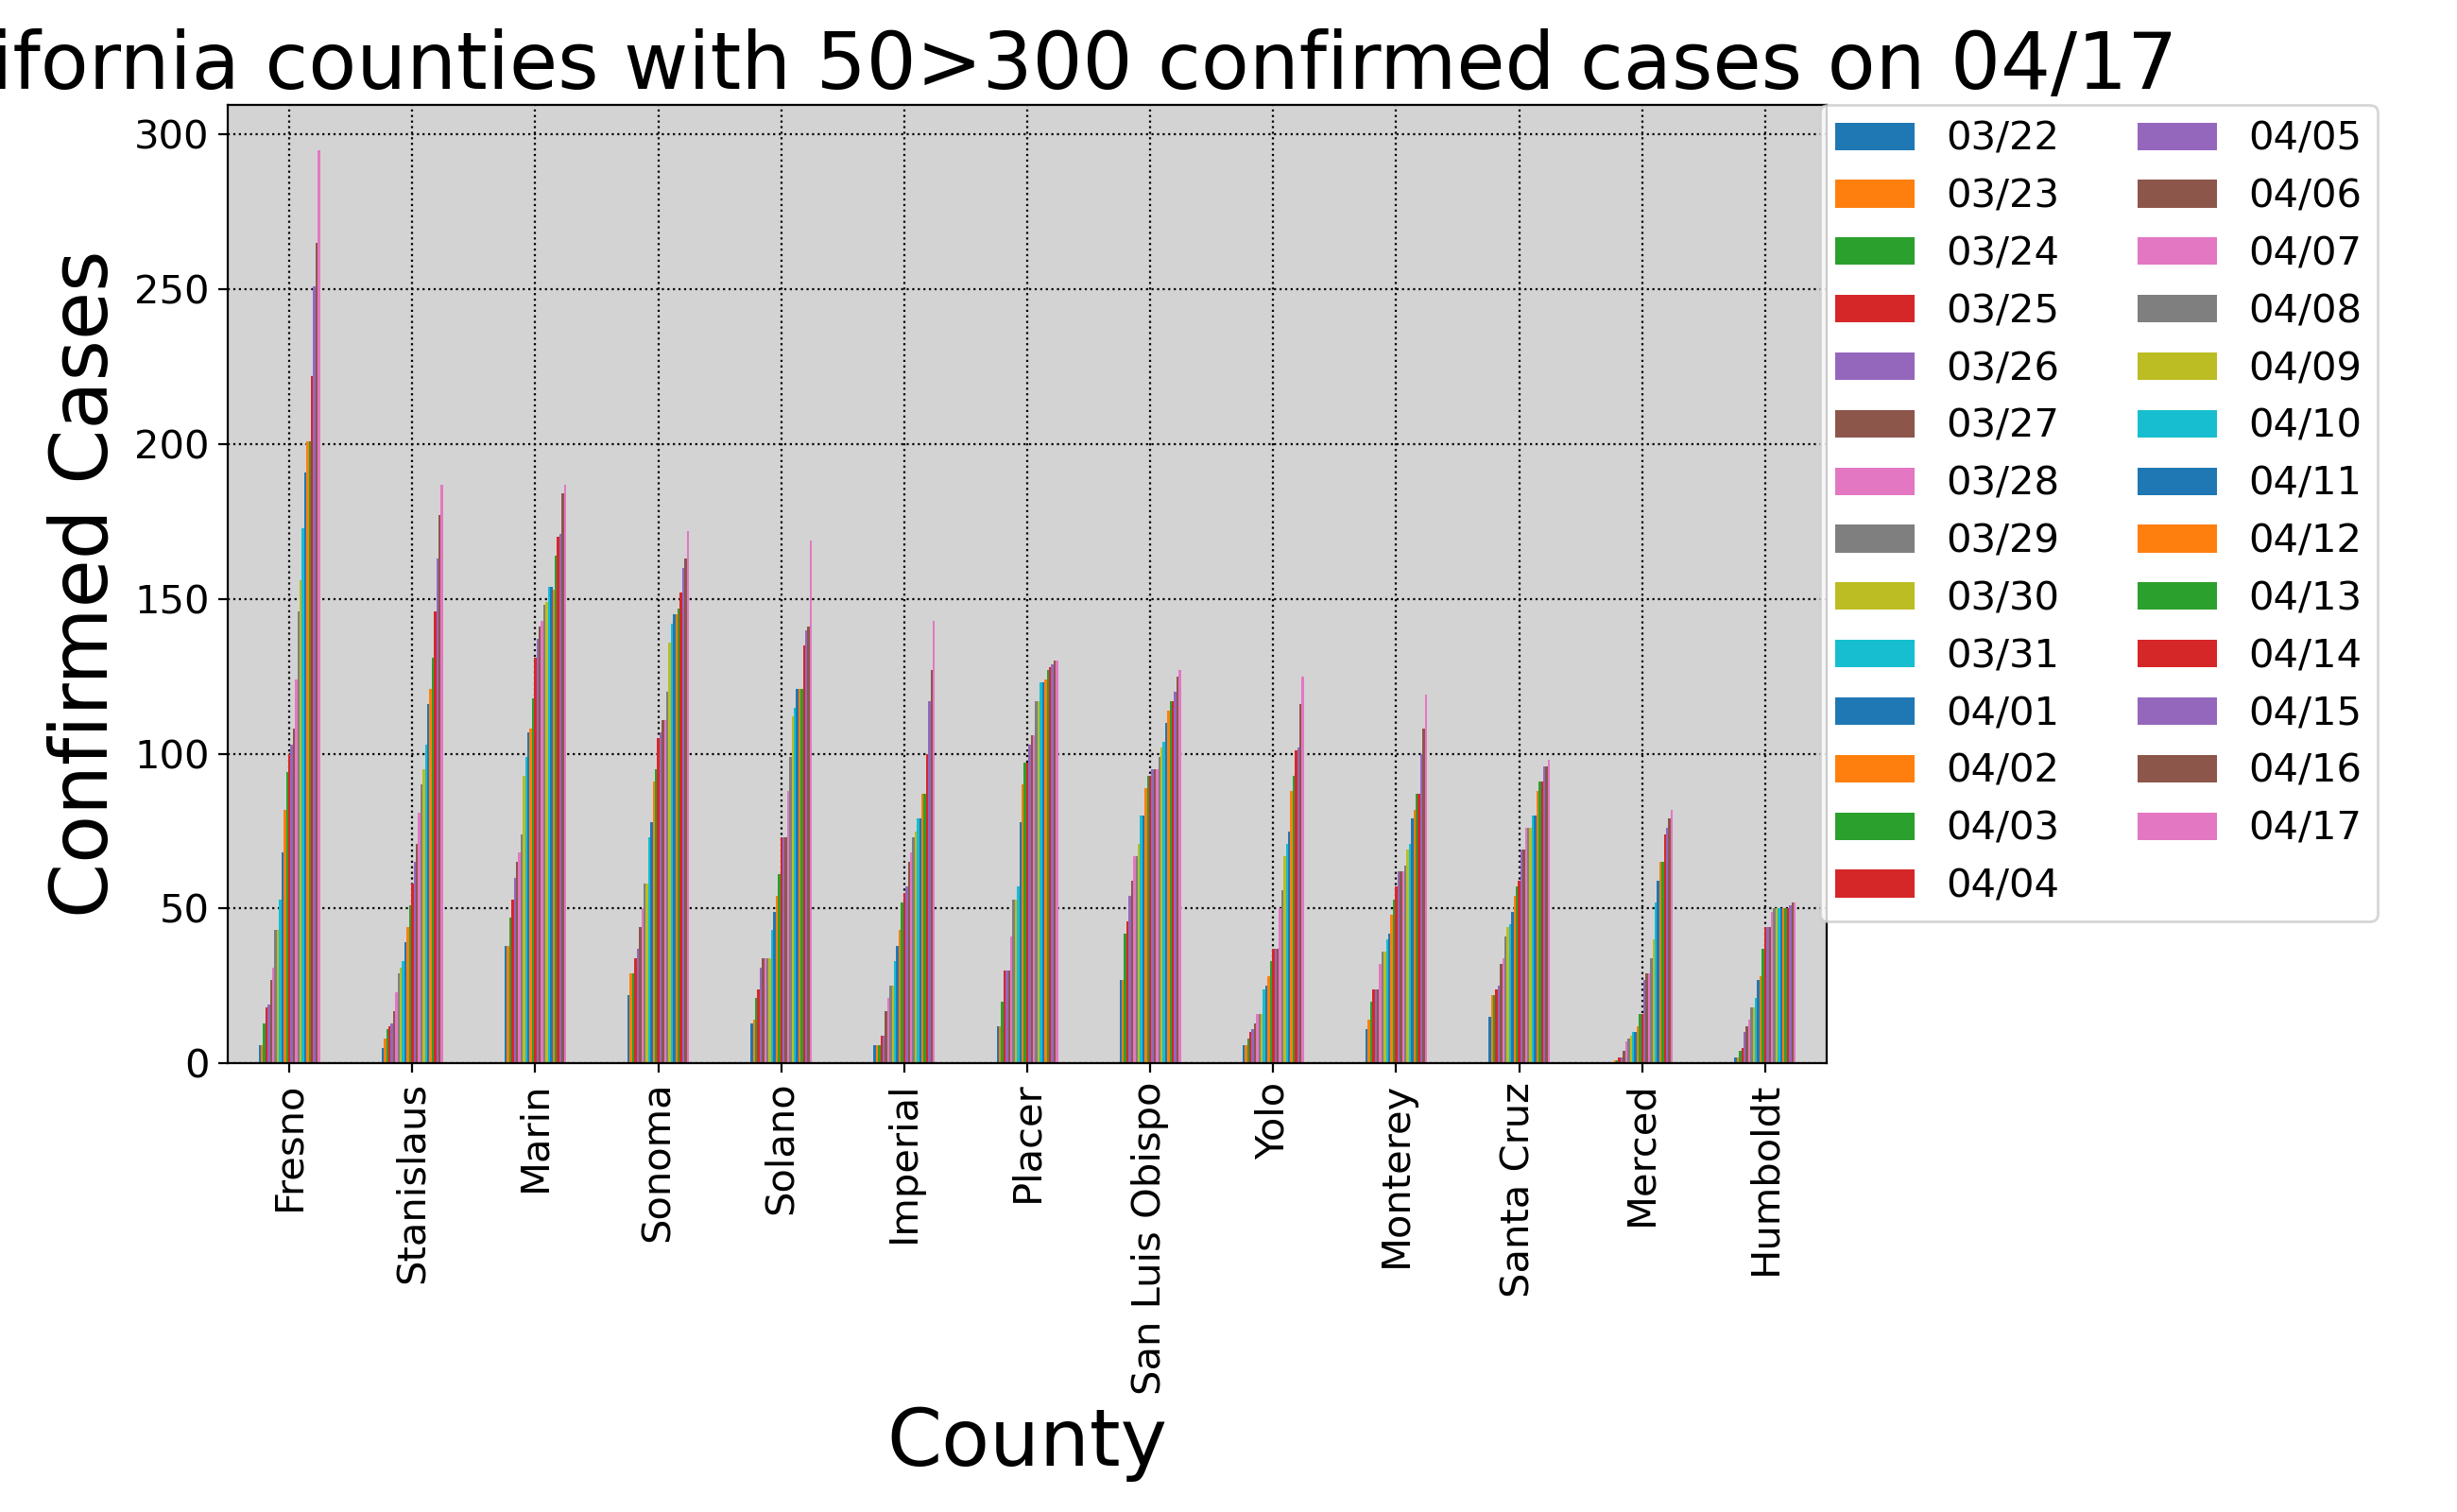 ifornia counties with 50>300 confirmed cases on 04/17
Confirmed Cases
300
250
200
150
100
50
0
03/22
03/23
03/24
03/25
03/26
03/27
03/28
03/29
03/30
03/31
04/01
04/02
04/03
04/04
04/05
04/06
04/07
04/08
04/09
04/10
04/11
04/12
04/13
04/14
04/15
04/16
04/17
Fresno
Stanislaus
Marin
Sonoma
Solano
Imperial
Placer
San Luis Obispo
Yolo
Monterey
Santa Cruz
Merced
Humboldt
County